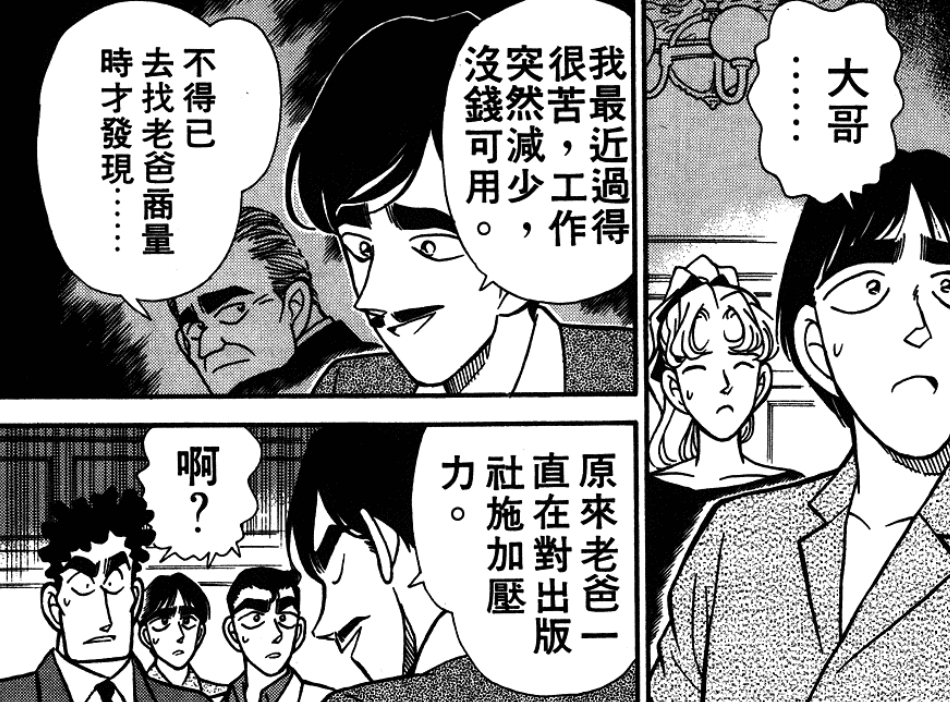 大哥
……
我最近過得
很苦，工作
突然減少，
沒錢可用。
不得已
去找老爸商量
時才發現……
原來老爸一
直在對出版
社施加壓
力。
啊？